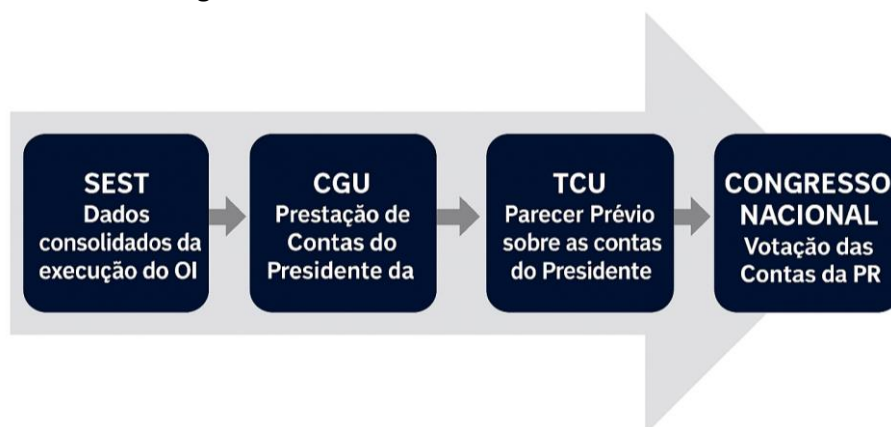 SEST
Dados
consolidados da
execução do OI
CGU
Prestação de
Contas do
Presidente da
TCU
Parecer Prévio
sobre as contas
do Presidente
CONGRESSO
NACIONAL
Votação das
Contas da PR